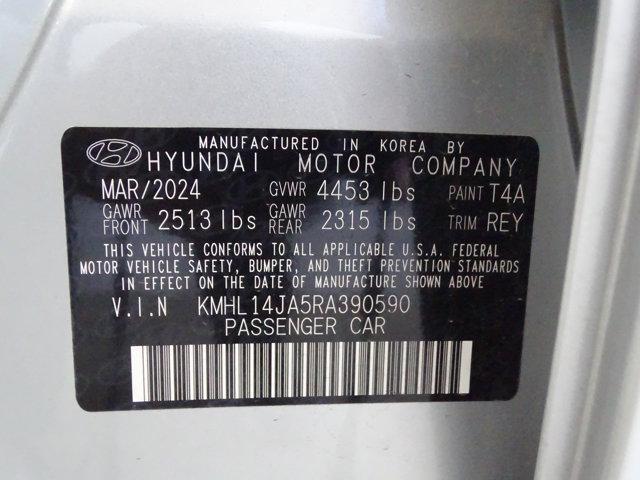 MANUFACTURED IN KOREA BY
HYUNDAI MOTOR COMPANY
MAR/2024 GVWR 4453 lbs PAINT T4A
GAWR FRONT 2513 lbs GAWR REAR 2315 lbs TRIM REY
THIS VEHICLE CONFORMS TO ALL APPLICABLE U.S.A. FEDERAL
MOTOR VEHICLE SAFETY, BUMPER, AND THEFT PREVENTION STANDARDS
IN EFFECT ON THE DATE OF MANUFACTURE SHOWN ABOVE
V.I.N KMHL14JA5RA390590
PASSENGER CAR